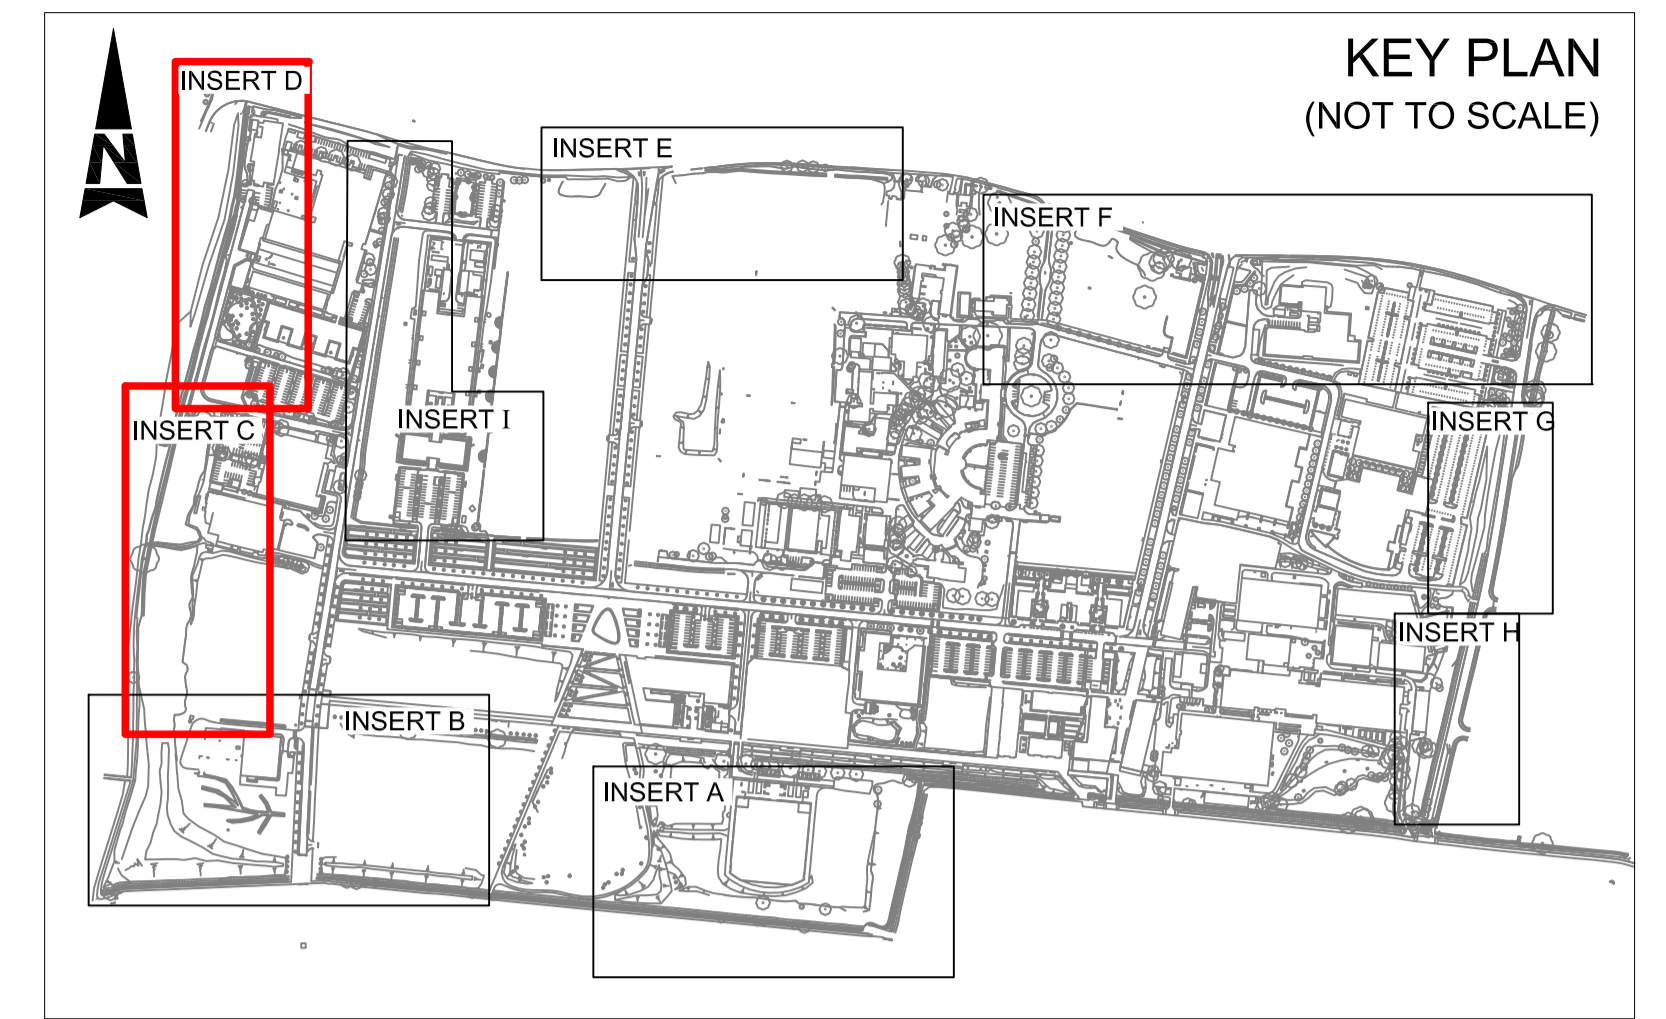 KEY PLAN
(NOT TO SCALE)
N
INSERT D
INSERT E
INSERT F
INSERT I
INSERT G
INSERT C
INSERT H
INSERT B
INSERT A